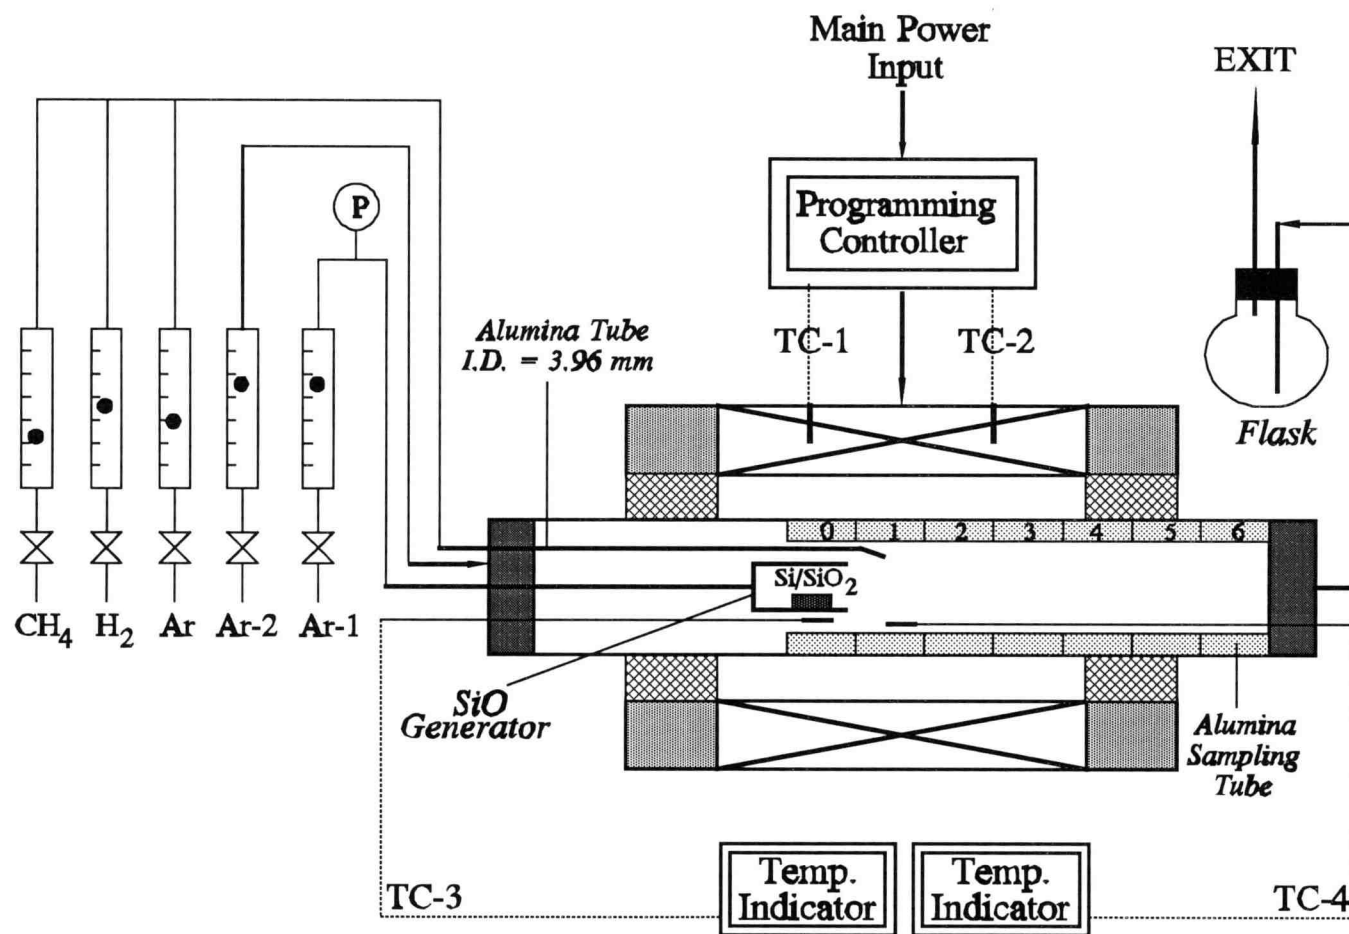 Main Power
Input
EXIT
P
Programming
Controller
Alumina Tube
I.D. = 3.96 mm
TC-1
TC-2
Flask
0 1 2 3 4 5 6
Si/SiO2
CH4 H2 Ar Ar-2 Ar-1
SiO
Generator
Alumina
Sampling
Tube
TC-3
Temp.
Indicator
Temp.
Indicator
TC-4